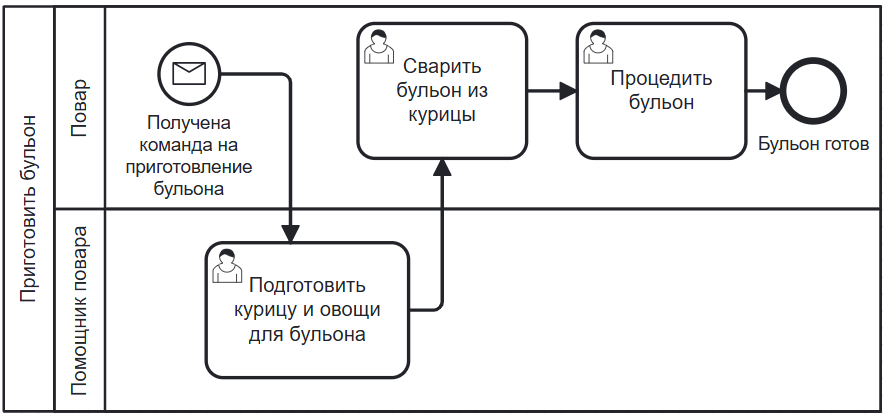 Приготовить бульон
Повар
Получена
команда на
приготовление
бульона
Сварить
бульон из
курицы
Процедить
бульон
Бульон готов
Помощник повара
Подготовить
курицу и овощи
для бульона